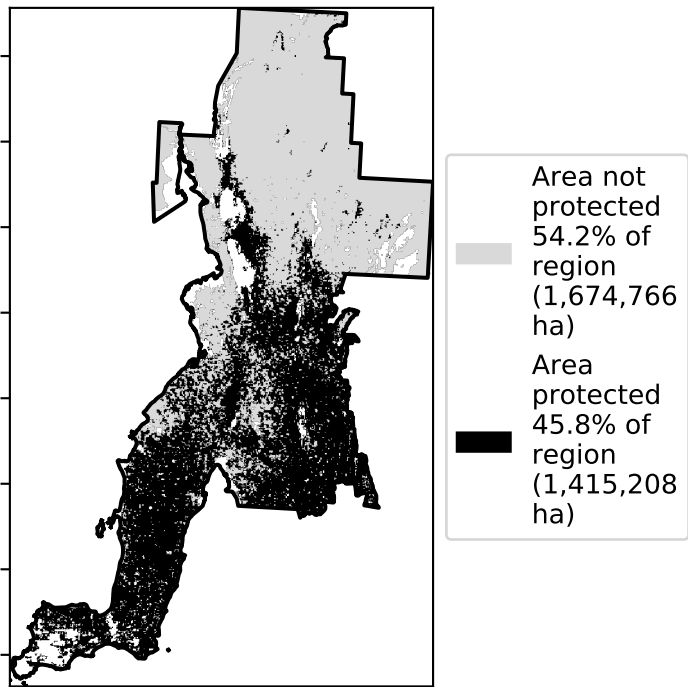 Area not
protected
54.2% of
region
(1,674,766
ha)
Area
protected
45.8% of
region
(1,415,208
ha)